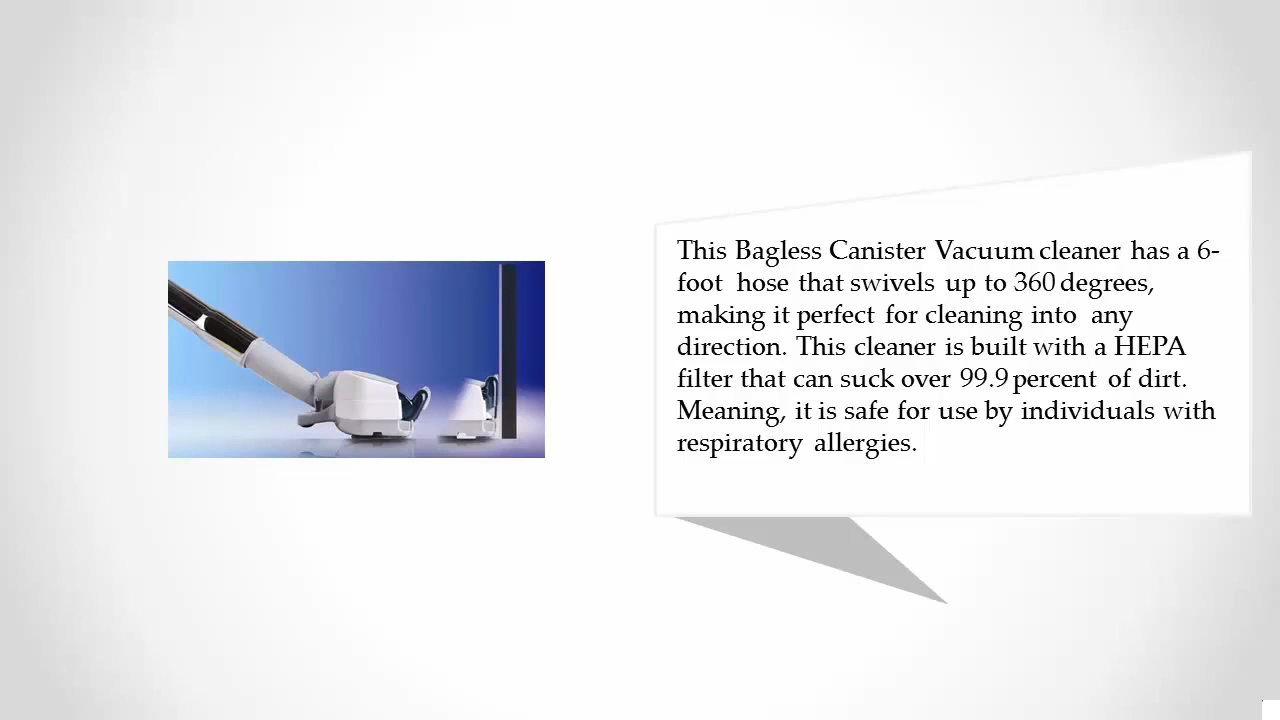 This Bagless Canister Vacuum cleaner has a 6-
foot hose that swivels up to 360 degrees,
making it perfect for cleaning into any
direction. This cleaner is built with a HEPA
filter that can suck over 99.9 percent of dirt.
Meaning, it is safe for use by individuals with
respiratory allergies.